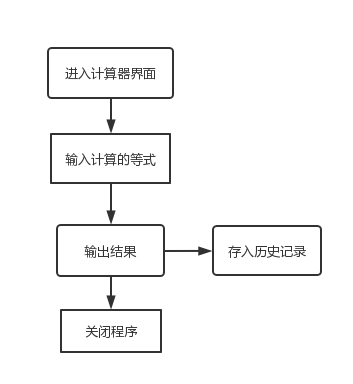 进入计算器界面
输入计算的等式
输出结果
存入历史记录
关闭程序